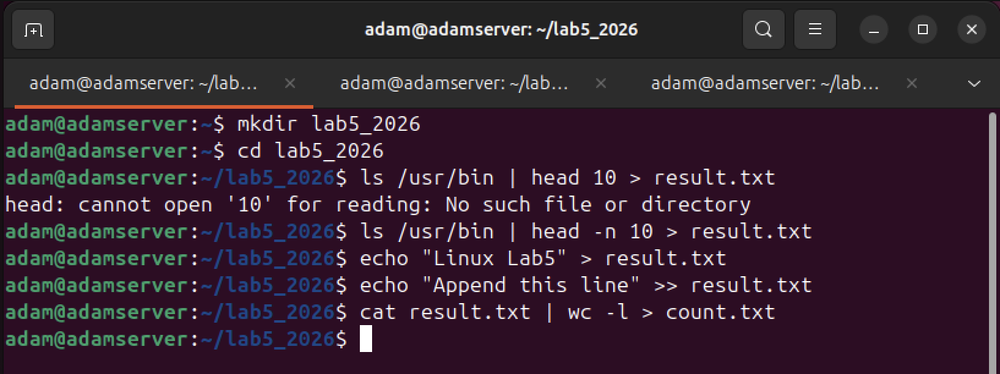 adam@adamserver: ~/lab5_2026
adam@adamserver: ~/lab... adam@adamserver: ~/lab... adam@adamserver: ~/lab...
adam@adamserver:~$ mkdir lab5_2026
adam@adamserver:~$ cd lab5_2026
adam@adamserver:~/lab5_2026$ ls /usr/bin | head 10 > result.txt
head: cannot open '10' for reading: No such file or directory
adam@adamserver:~/lab5_2026$ ls /usr/bin | head -n 10 > result.txt
adam@adamserver:~/lab5_2026$ echo "Linux Lab5" > result.txt
adam@adamserver:~/lab5_2026$ echo "Append this line" >> result.txt
adam@adamserver:~/lab5_2026$ cat result.txt | wc -l > count.txt
adam@adamserver:~/lab5_2026$